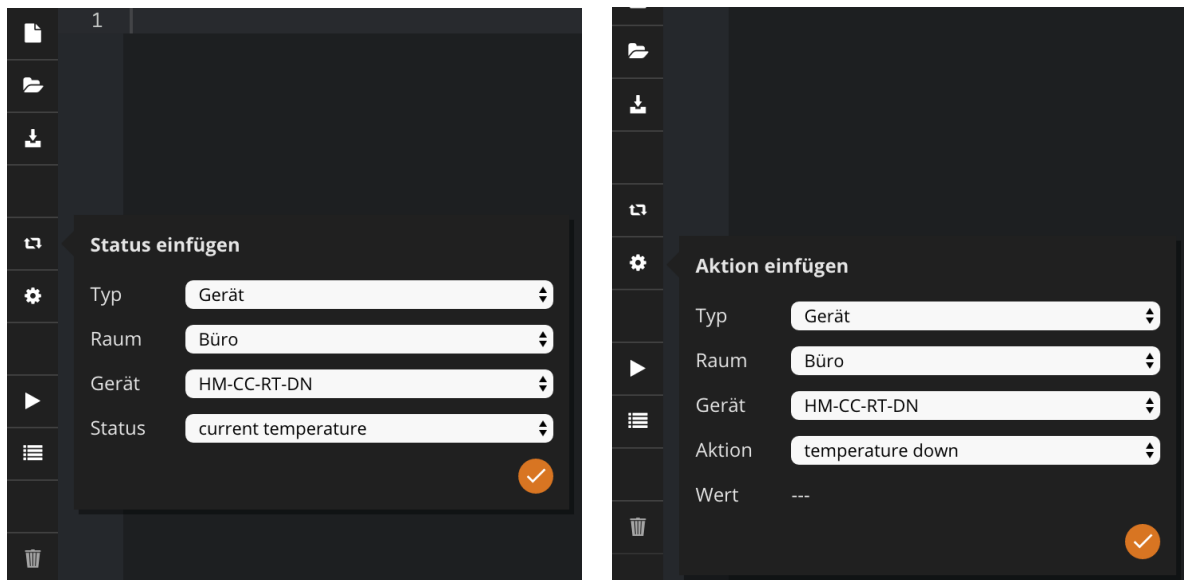 1
Status einfügen
Typ Gerät
Raum Büro
Gerät HM-CC-RT-DN
Status current temperature
Aktion einfügen
Typ Gerät
Raum Büro
Gerät HM-CC-RT-DN
Aktion temperature down
Wert ---